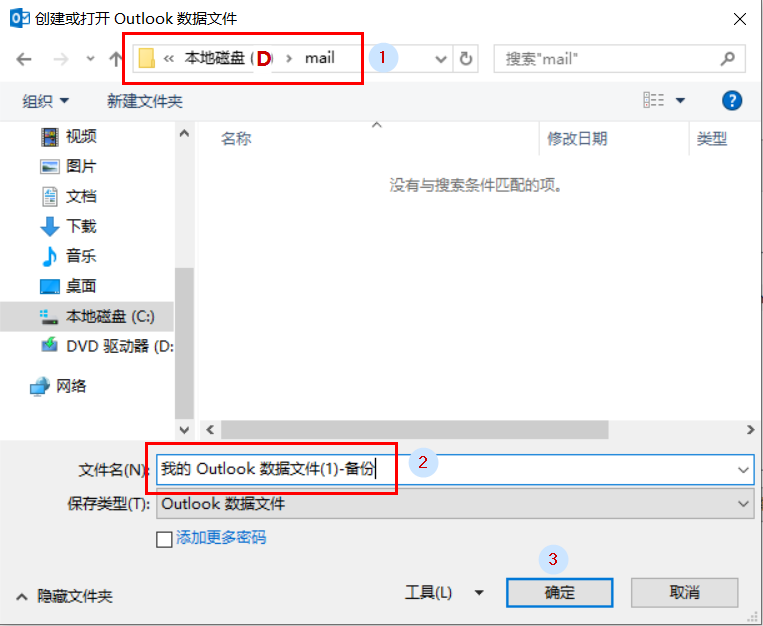 创建或打开 Outlook 数据文件
« 本地磁盘 (D › mail
1
搜索"mail"
组织
新建文件夹
?
视频
图片
文档
下载
音乐
桌面
本地磁盘 (C:)
DVD 驱动器 (D:
网络
名称
修改日期
类型
没有与搜索条件匹配的项。
文件名(N):
我的 Outlook 数据文件(1)-备份
2
保存类型(T):
Outlook 数据文件
添加更多密码
3
隐藏文件夹
工具(L)
确定
取消